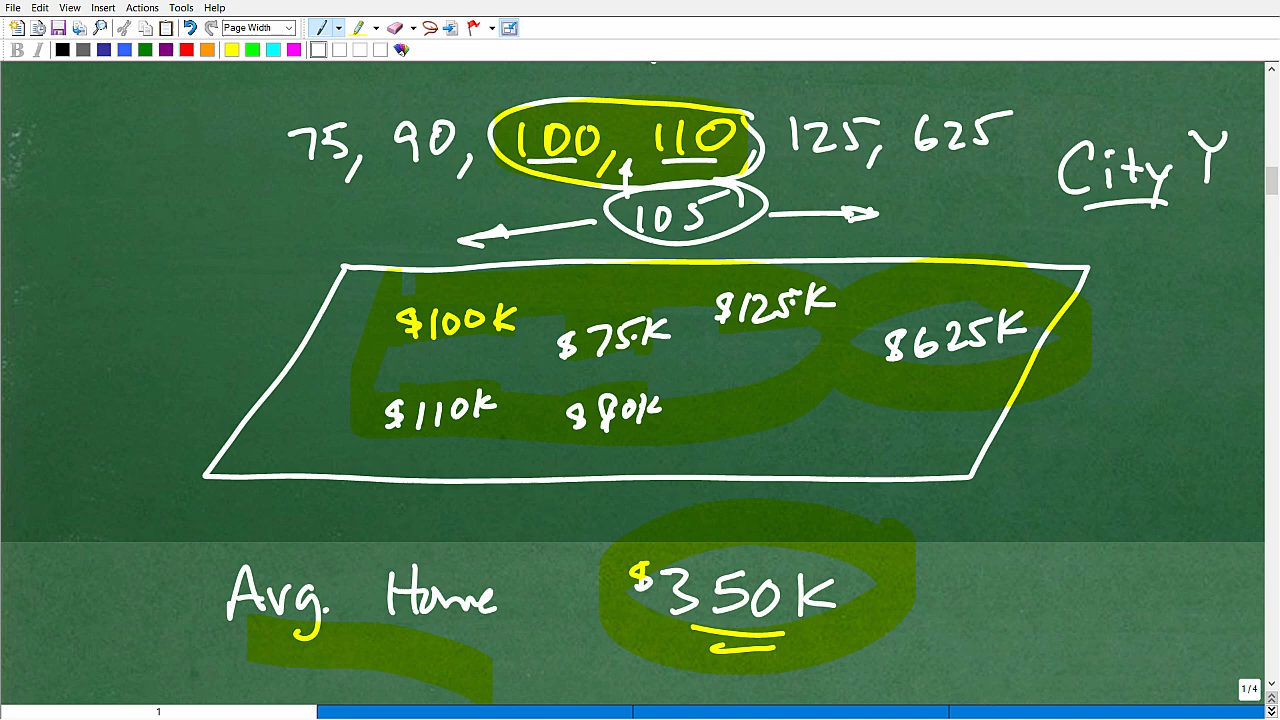 File Edit View Insert Actions Tools Help
Page Width
B I
75, 90, 100, 110, 125, 625
City Y
105
$100K $75K $125K $625K
$110K $90K
Avg. Home $350K
1/4
1